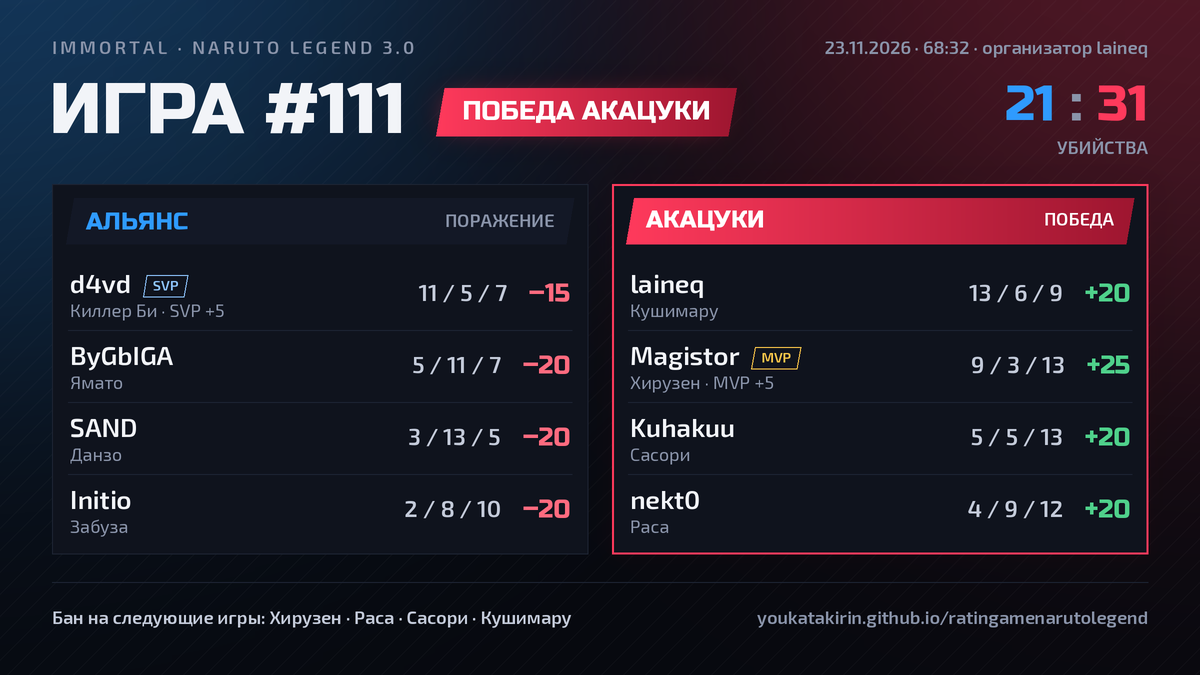 IMMORTAL · NARUTO LEGEND 3.0
23.11.2026 · 68:32 · организатор laineq
ИГРА #111
ПОБЕДА АКАЦУКИ
21 : 31
УБИЙСТВА
АЛЬЯНС ПОРАЖЕНИЕ
d4vd SVP 11 / 5 / 7 −15
Киллер Би · SVP +5
ByGbIGA 5 / 11 / 7 −20
Ямато
SAND 3 / 13 / 5 −20
Данзо
Initio 2 / 8 / 10 −20
Забуза
АКАЦУКИ ПОБЕДА
laineq 13 / 6 / 9 +20
Кушимару
Magistor MVP 9 / 3 / 13 +25
Хирузен · MVP +5
Kuhakuu 5 / 5 / 13 +20
Сасори
nekt0 4 / 9 / 12 +20
Раса
Бан на следующие игры: Хирузен · Раса · Сасори · Кушимару
youkatakirin.github.io/ratingamenarutolegend